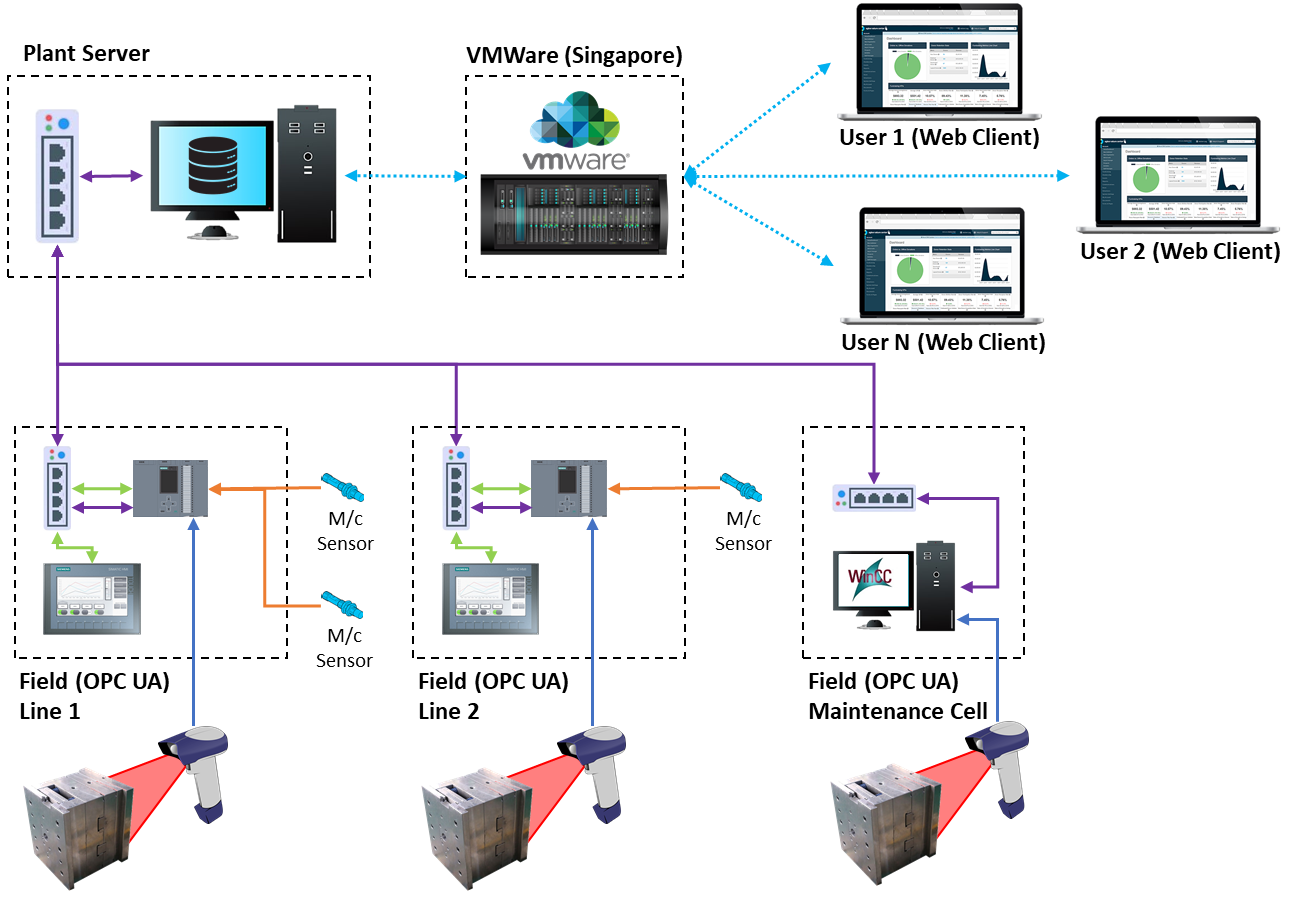 Plant Server
VMWare (Singapore)
vmware®
User 1 (Web Client)
User 2 (Web Client)
User N (Web Client)
M/c
Sensor
M/c
Sensor
M/c
Sensor
WinCC
Field (OPC UA)
Line 1
Field (OPC UA)
Line 2
Field (OPC UA)
Maintenance Cell